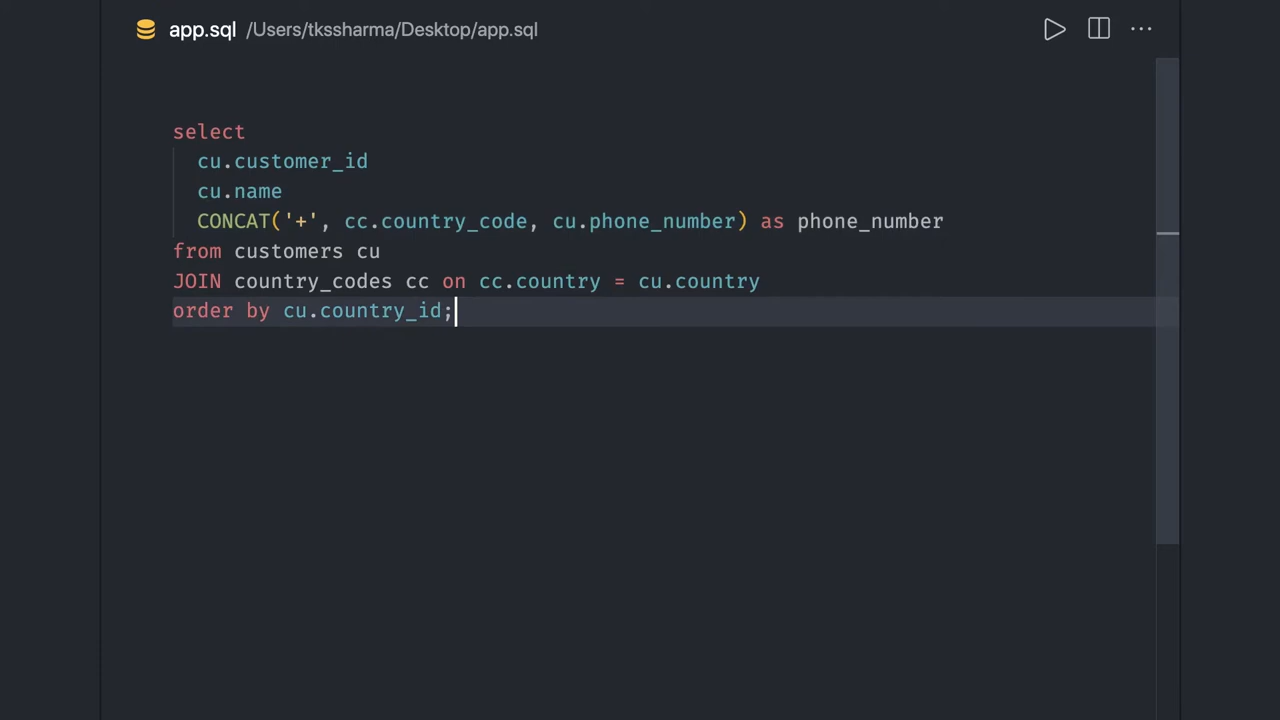 app.sql /Users/tkssharma/Desktop/app.sql
select
cu.customer_id
cu.name
CONCAT('+', cc.country_code, cu.phone_number) as phone_number
from customers cu
JOIN country_codes cc on cc.country = cu.country
order by cu.country_id;